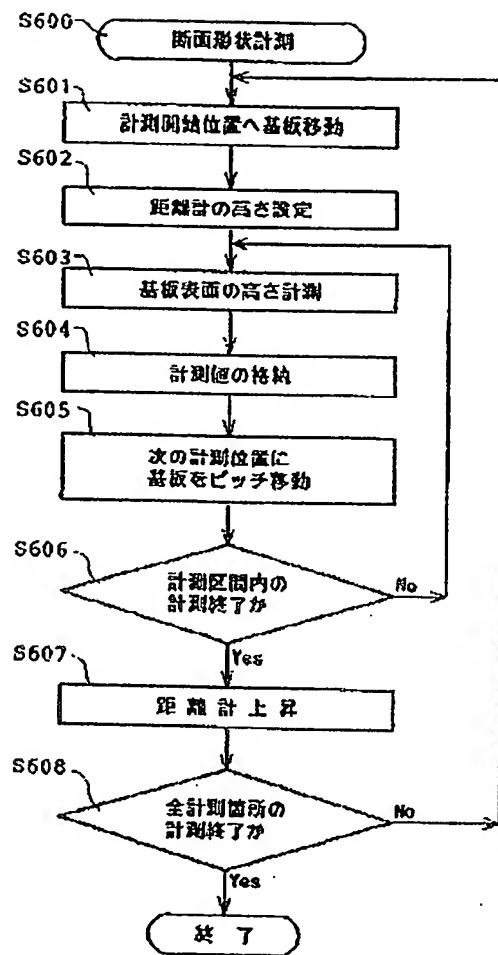 S600
断面形状計測
S601
計測開始位置へ基板移動
S602
距離計の高さ設定
S603
基板表面の高さ計測
S604
計測値の格納
S605
次の計測位置に
基板をピッチ移動
S606
計測区間内の
計測終了か
No
Yes
S607
距離計上昇
S608
全計測箇所の
計測終了か
No
Yes
終了